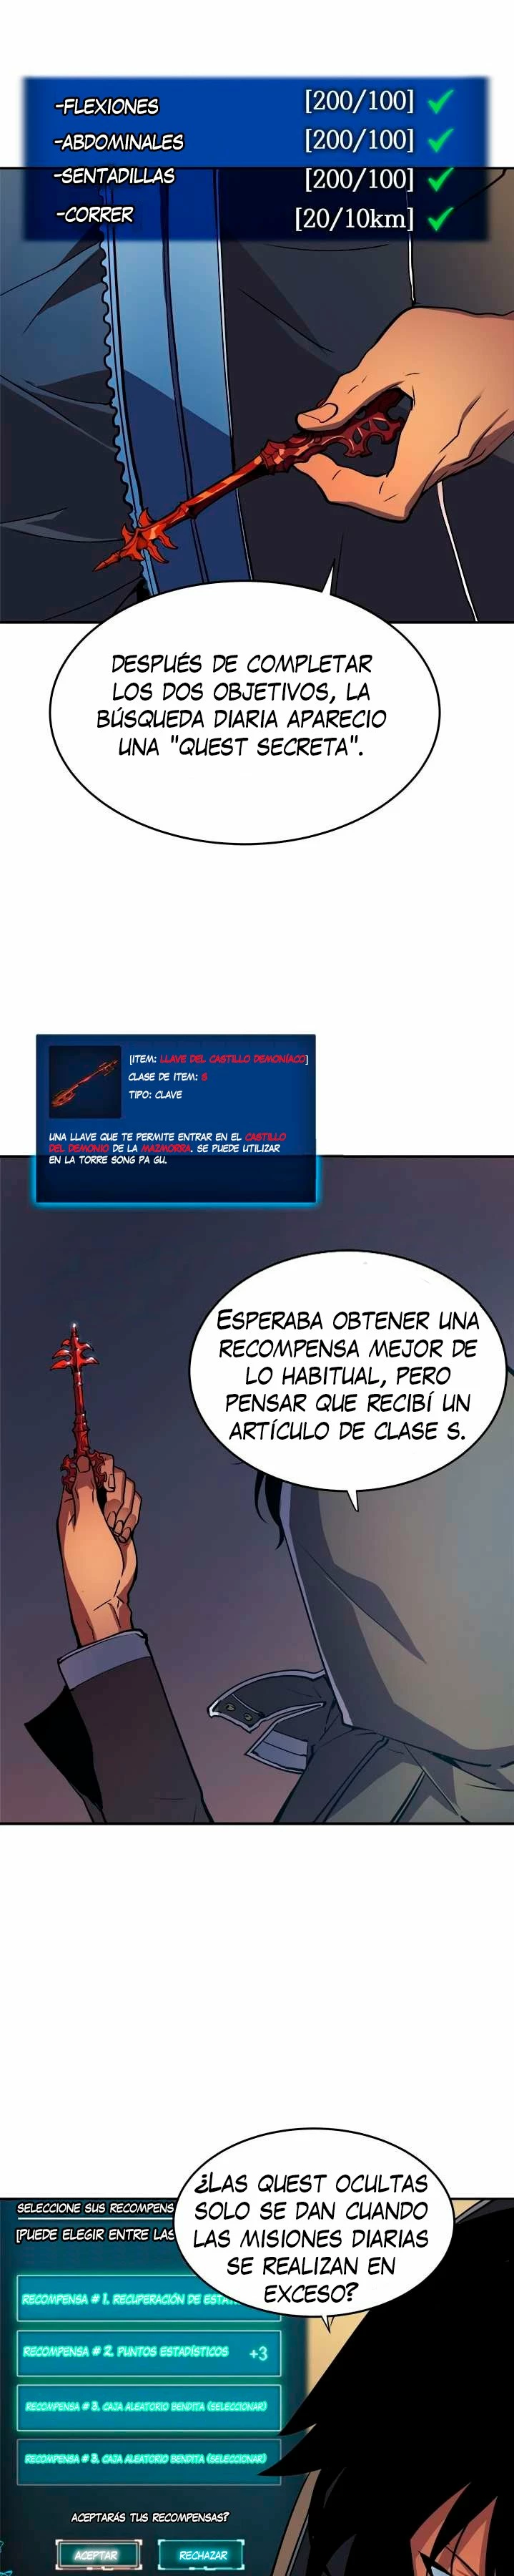 -FLEXIONES [200/100] ✓
-ABDOMINALES [200/100] ✓
-SENTADILLAS [200/100] ✓
-CORRER [20/10km] ✓
DESPUÉS DE COMPLETAR
LOS DOS OBJETIVOS, LA
BÚSQUEDA DIARIA APARECIO
UNA "QUEST SECRETA".
[ITEM: LLAVE DEL CASTILLO DEMONÍACO]
CLASE DE ITEM: S
TIPO: CLAVE
UNA LLAVE QUE TE PERMITE ENTRAR EN EL CASTILLO
DEL DEMONIO DE LA MAZMORRA. SE PUEDE UTILIZAR
EN LA TORRE SONG PA GU.
ESPERABA OBTENER UNA
RECOMPENSA MEJOR DE
LO HABITUAL, PERO
PENSAR QUE RECIBÍ UN
ARTÍCULO DE CLASE S.
¿LAS QUEST OCULTAS
SOLO SE DAN CUANDO
LAS MISIONES DIARIAS
SE REALIZAN EN
EXCESO?
SELECCIONE SUS RECOMPENS
[PUEDE ELEGIR ENTRE LAS
RECOMPENSA # 1. RECUPERACIÓN DE ESTA
RECOMPENSA # 2. PUNTOS ESTADÍSTICOS +3
RECOMPENSA # 3. CAJA ALEATORIO BENDITA (SELECCIONAR)
RECOMPENSA # 3. CAJA ALEATORIO BENDITA (SELECCIONAR)
ACEPTARÁS TUS RECOMPENSAS?
ACEPTAR RECHAZAR